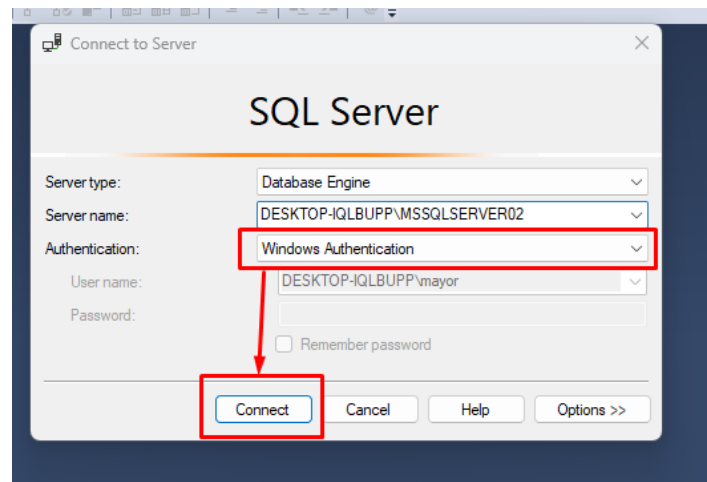 Connect to Server
SQL Server
Server type: Database Engine
Server name: DESKTOP-IQLBUPP\MSSQLSERVER02
Authentication: Windows Authentication
User name: DESKTOP-IQLBUPP\mayor
Password:
Remember password
Connect Cancel Help Options >>